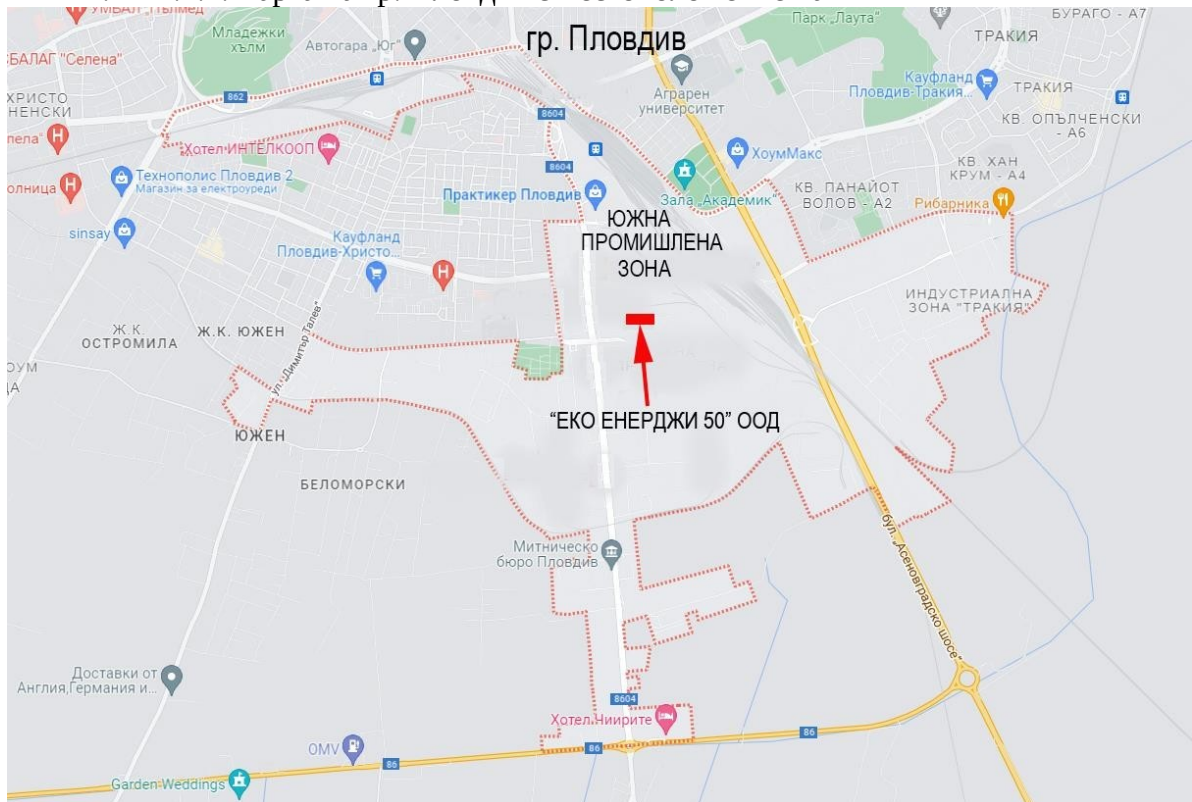 гр. Пловдив
УМБАЛ "Пълмед"
Младежки
хълм
Автогара „Юг"
Парк „Лаута"
БУРАГО - А7
ТРАКИЯ
СБАЛАГ "Селена"
862
Аграрен
университет
Кауфланд
Пловдив-Тракия...
ТРАКИЯ
ХРИСТО
8604
КВ. ОПЪЛЧЕНСКИ
- А6
Хотел ИНТЕЛКООП
ХоумМакс
КВ. ХАН
КРУМ - А4
8604
Технополис Пловдив 2
Магазин за електроуреди
Практикер Пловдив
Зала „Академик"
КВ. ПАНАЙОТ
ВОЛОВ - А2
Рибарника
sinsay
Кауфланд
Пловдив-Христо...
ЮЖНА
ПРОМИШЛЕНА
ЗОНА
ИНДУСТРИАЛНА
ЗОНА "ТРАКИЯ"
Ж.К.
ОСТРОМИЛА
Ж.К. ЮЖЕН
ул. „Димитър Талев"
"ЕКО ЕНЕРДЖИ 50" ООД
ЮЖЕН
БЕЛОМОРСКИ
Митническо
бюро Пловдив
бул. „Асеновградско шосе"
Доставки от
Англия,Германия и...
8604
Хотел Чиирите
86
86
OMV
86
Garden Weddings